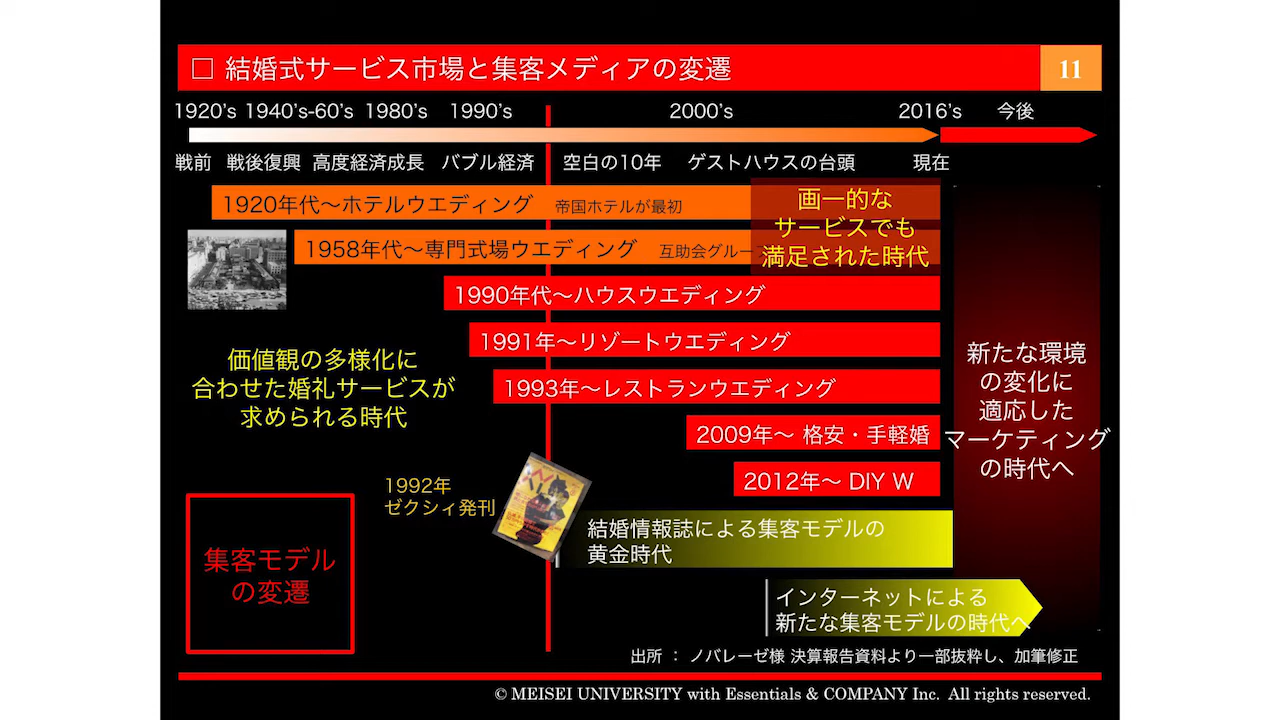 □ 結婚式サービス市場と集客メディアの変遷
11
1920’s 1940’s-60’s 1980’s 1990’s 2000’s 2016’s 今後
戦前 戦後復興 高度経済成長 バブル経済 空白の10年 ゲストハウスの台頭 現在
1920年代〜ホテルウエディング 帝国ホテルが最初
1958年代〜専門式場ウエディング 互助会グルー
画一的な
サービスでも
満足された時代
1990年代〜ハウスウエディング
1991年〜リゾートウエディング
1993年〜レストランウエディング
2009年〜 格安・手軽婚
2012年〜 DIY W
価値観の多様化に
合わせた婚礼サービスが
求められる時代
新たな環境
の変化に
適応した
マーケティング
の時代へ
1992年
ゼクシィ発刊
結婚情報誌による集客モデルの
黄金時代
集客モデル
の変遷
インターネットによる
新たな集客モデルの時代へ
出所 ： ノバレーゼ様 決算報告資料より一部抜粋し、加筆修正
© MEISEI UNIVERSITY with Essentials & COMPANY Inc. All rights reserved.